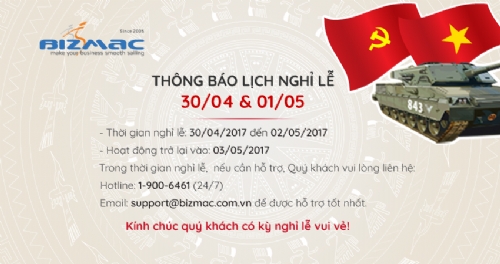 Since 2008
BIZMAC
make your business smooth selling
THÔNG BÁO LỊCH NGHỈ LỄ
30/04 & 01/05
- Thời gian nghỉ lễ: 30/04/2017 đến 02/05/2017
- Hoạt động trở lại vào: 03/05/2017
Trong thời gian nghỉ lễ, nếu cần hỗ trợ, Quý khách vui lòng liên hệ:
Hotline: 1-900-6461 (24/7)
Email: support@bizmac.com.vn để được hỗ trợ tốt nhất.
Kính chúc quý khách có kỳ nghỉ lễ vui vẻ!
843